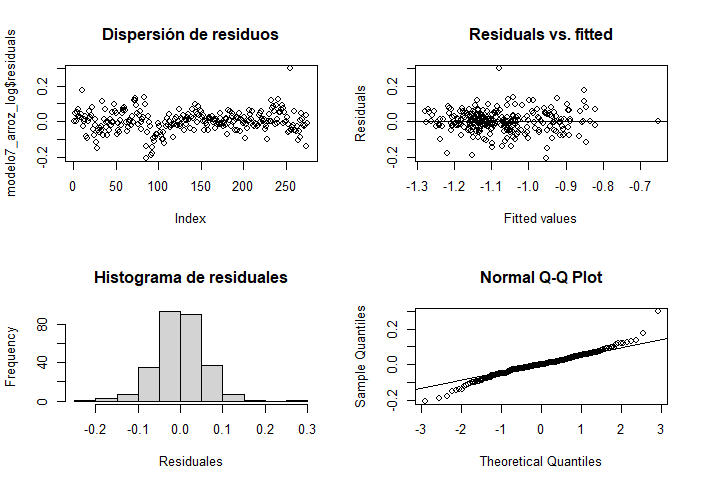 Dispersión de residuos
modelo7_arroz_log$residuals
-0.2 0.0 0.2
0 50 100 150 200 250
Index
Residuals vs. fitted
Residuals
-0.2 0.0 0.2
-1.3 -1.2 -1.1 -1.0 -0.9 -0.8 -0.7
Fitted values
Histograma de residuales
Frequency
0 40 80
-0.2 -0.1 0.0 0.1 0.2 0.3
Residuales
Normal Q-Q Plot
Sample Quantiles
-0.2 0.0 0.2
-3 -2 -1 0 1 2 3
Theoretical Quantiles